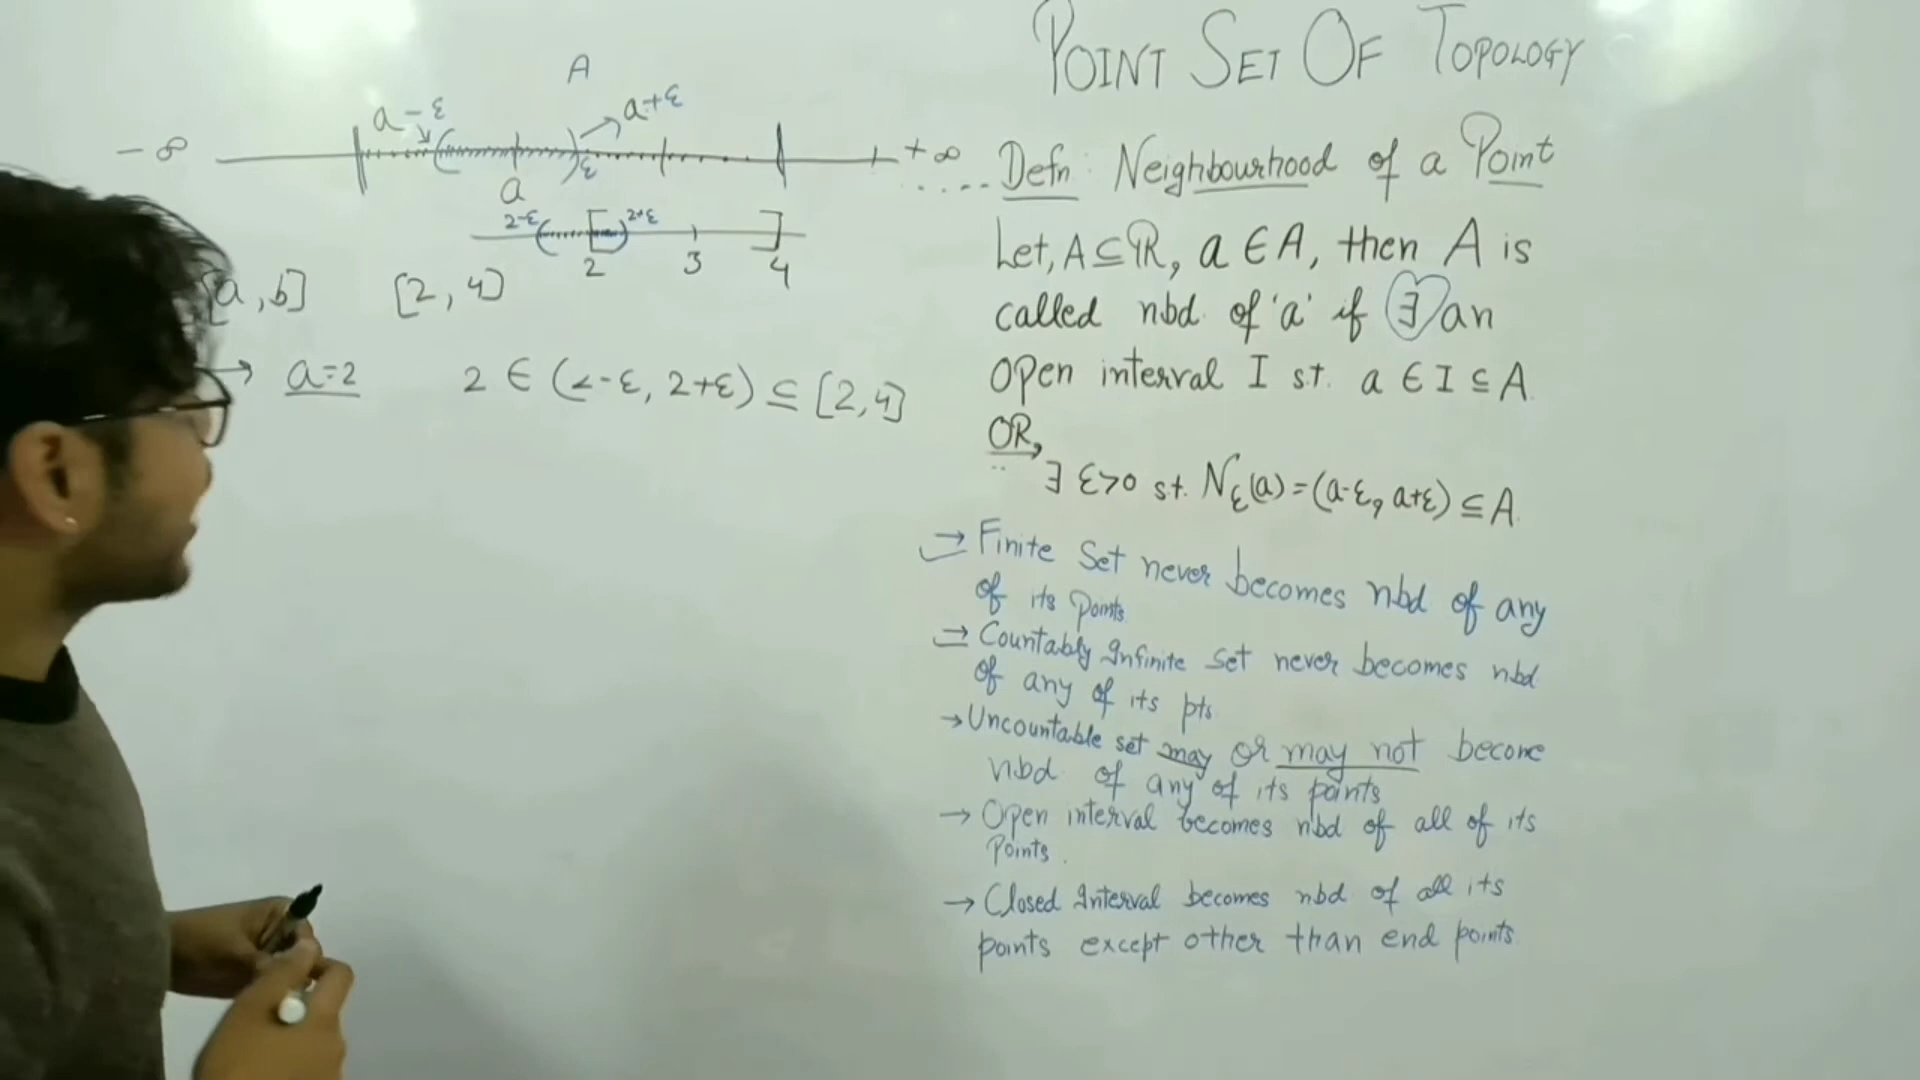 POINT SET OF TOPOLOGY
A
a-ε
a+ε
-∞
+∞
ε
a
2-ε
2+ε
2 3 4
[a, b] [2, 4]
→ a=2 2 ∈ (2-ε, 2+ε) ⊆ [2,4]
..... Defn: Neighbourhood of a Point
Let, A⊆R, a ∈ A, then A is
called nbd. of 'a' if ∃ an
open interval I s.t. a ∈ I ⊆ A.
OR,
∃ ε>0 s.t. Nε(a)=(a-ε, a+ε) ⊆ A.
→ Finite Set never becomes nbd of any
of its points.
→ Countably Infinite Set never becomes nbd
of any of its pts.
→ Uncountable set may or may not become
nbd. of any of its points
→ Open interval becomes nbd of all of its
Points.
→ Closed Interval becomes nbd of all its
points except other than end points.